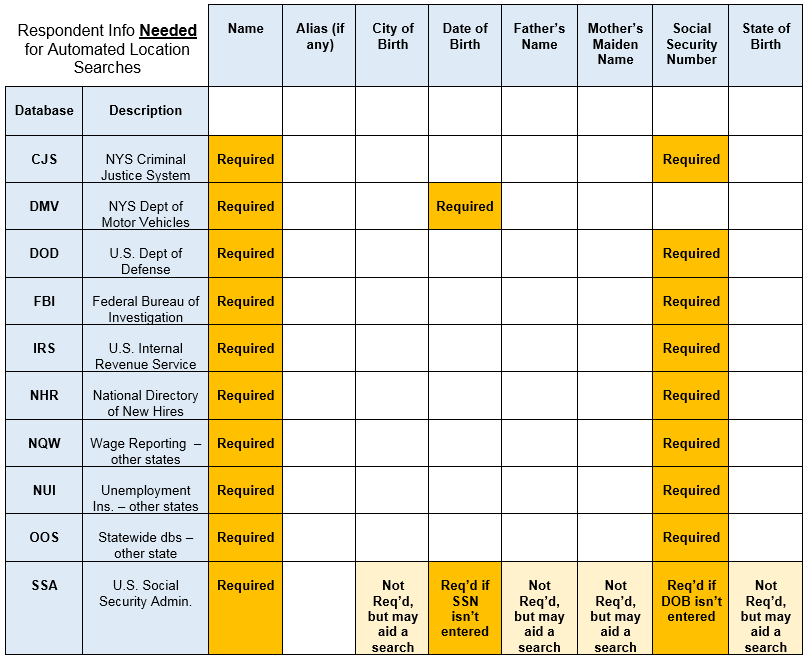 Respondent Info Needed
for Automated Location
Searches
Name
Alias (if
any)
City of
Birth
Date of
Birth
Father's
Name
Mother's
Maiden
Name
Social
Security
Number
State of
Birth
Database
Description
CJS
NYS Criminal
Justice System
Required
Required
DMV
NYS Dept of
Motor Vehicles
Required
Required
DOD
U.S. Dept of
Defense
Required
Required
FBI
Federal Bureau of
Investigation
Required
Required
IRS
U.S. Internal
Revenue Service
Required
Required
NHR
National Directory
of New Hires
Required
Required
NQW
Wage Reporting –
other states
Required
Required
NUI
Unemployment
Ins. – other states
Required
Required
OOS
Statewide dbs –
other state
Required
Required
SSA
U.S. Social
Security Admin.
Required
Not
Req'd,
but may
aid a
search
Req'd if
SSN
isn't
entered
Not
Req'd,
but may
aid a
search
Not
Req'd,
but may
aid a
search
Req'd if
DOB isn't
entered
Not
Req'd,
but may
aid a
search